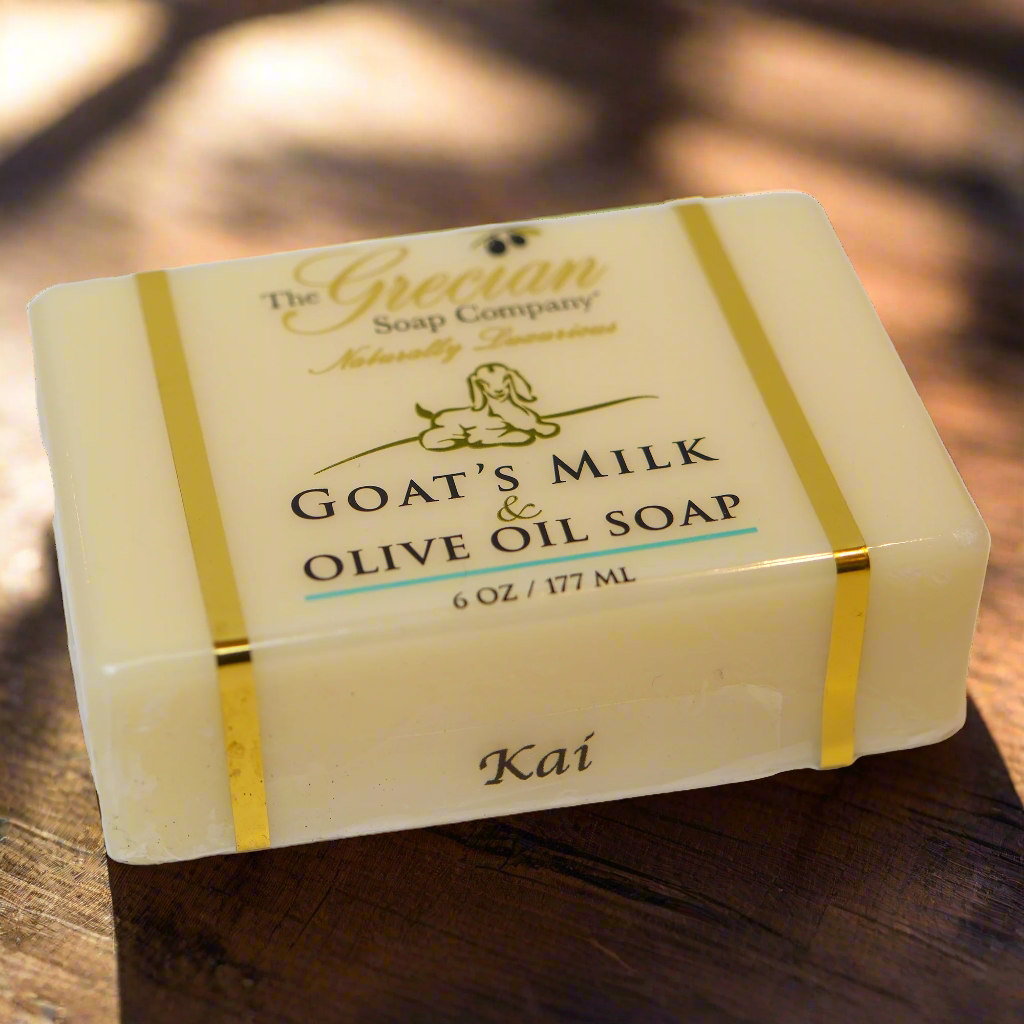 The Grecian
Soap Company
Naturally Luxurious
GOAT'S MILK
&
OLIVE OIL SOAP
6 OZ / 177 ML
Kai